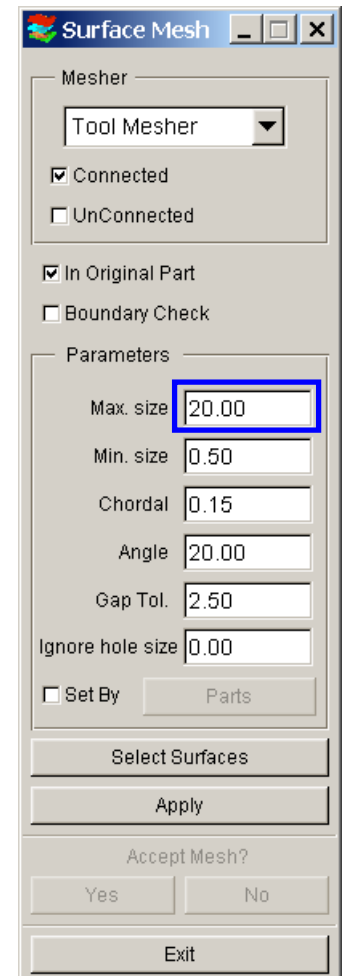 Surface Mesh
Mesher
Tool Mesher
Connected
UnConnected
In Original Part
Boundary Check
Parameters
Max. size 20.00
Min. size 0.50
Chordal 0.15
Angle 20.00
Gap Tol. 2.50
Ignore hole size 0.00
Set By Parts
Select Surfaces
Apply
Accept Mesh?
Yes No
Exit